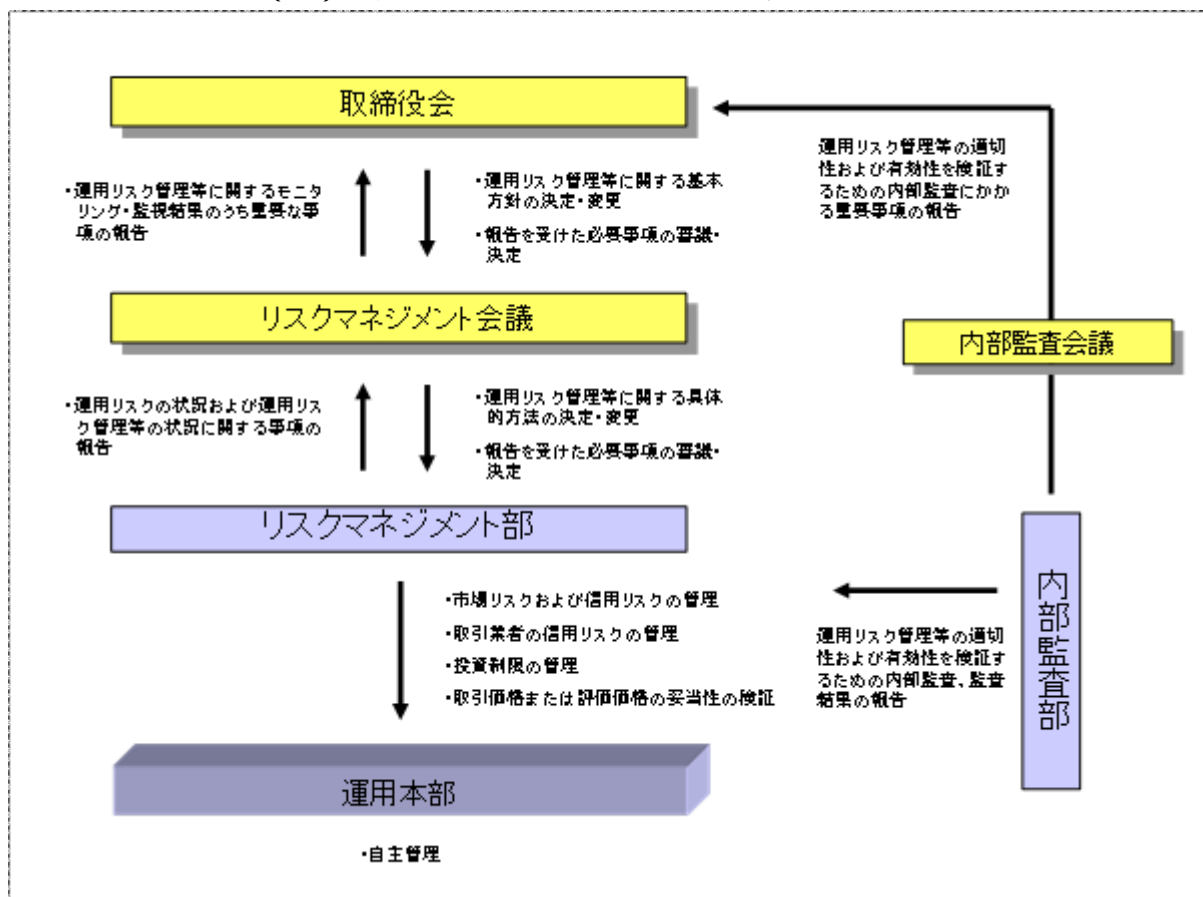 取締役会
・運用リスク管理等に関するモニタ
リング・監視結果のうち重要な事
項の報告
・運用リスク管理等に関する基本
方針の決定・変更
・報告を受けた必要事項の審議・
決定
運用リスク管理等の適切
性および有効性を検証す
るための内部監査にかか
る重要事項の報告
リスクマネジメント会議
内部監査会議
・運用リスクの状況および運用リス
ク管理等の状況に関する事項の
報告
・運用リスク管理等に関する具体
的方法の決定・変更
・報告を受けた必要事項の審議・
決定
リスクマネジメント部
・市場リスクおよび信用リスクの管理
・取引業者の信用リスクの管理
・投資制限の管理
・取引価格または評価価格の妥当性の検証
運用リスク管理等の適切
性および有効性を検証す
るための内部監査、監査
結果の報告
内部監査部
運用本部
・自主管理